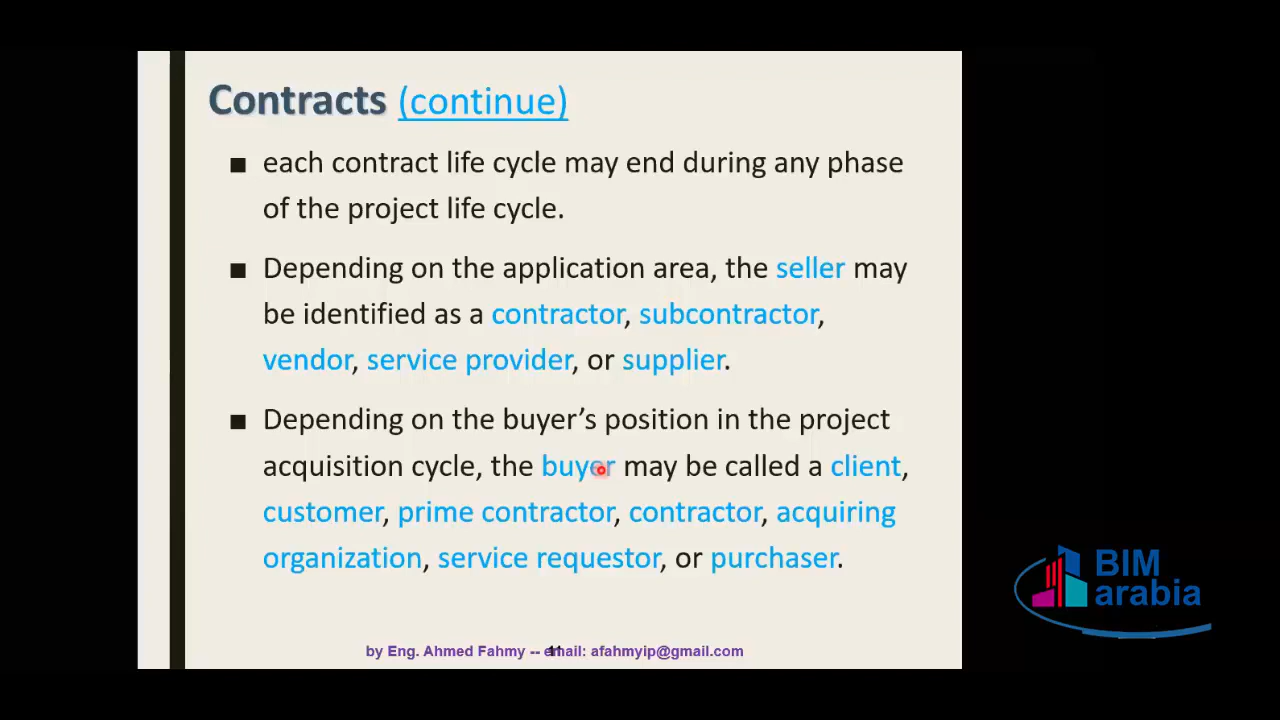 Contracts (continue)
■ each contract life cycle may end during any phase
of the project life cycle.
■ Depending on the application area, the seller may
be identified as a contractor, subcontractor,
vendor, service provider, or supplier.
■ Depending on the buyer’s position in the project
acquisition cycle, the buyer may be called a client,
customer, prime contractor, contractor, acquiring
organization, service requestor, or purchaser.
by Eng. Ahmed Fahmy -- email: afahmyip@gmail.com
11
BIM
arabia